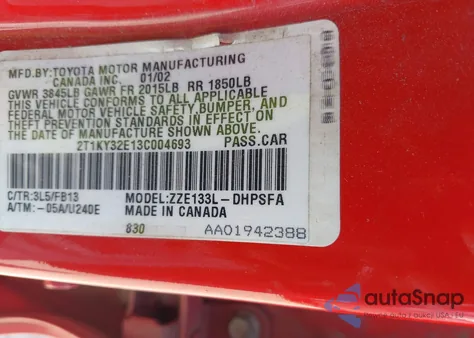 MFD.BY:TOYOTA MOTOR MANUFACTURING
CANADA INC. 01/02
GVWR 3845LB GAWR FR 2015LB RR 1850LB
THIS VEHICLE CONFORMS TO ALL APPLICABLE
FEDERAL MOTOR VEHICLE SAFETY,BUMPER, AND
THEFT PREVENTION STANDARDS IN EFFECT ON
THE DATE OF MANUFACTURE SHOWN ABOVE.
2T1KY32E13C004693 PASS.CAR
C/TR:3L5/FB13 MODEL:ZZE133L-DHPSFA
A/TM:-05A/U240E MADE IN CANADA
830 AA01942388
autoSnap